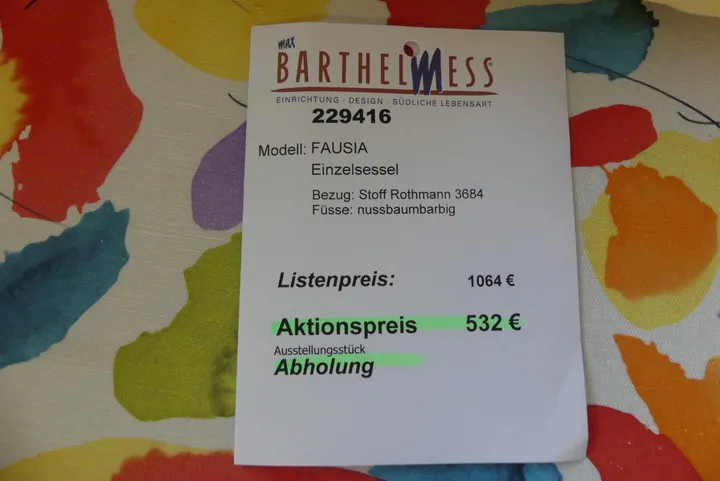 max
BARTHELMESS®
EINRICHTUNG - DESIGN - SÜDLICHE LEBENSART
229416
Modell: FAUSIA
Einzelsessel
Bezug: Stoff Rothmann 3684
Füsse: nussbaumbarbig
Listenpreis: 1064 €
Aktionspreis 532 €
Ausstellungsstück
Abholung